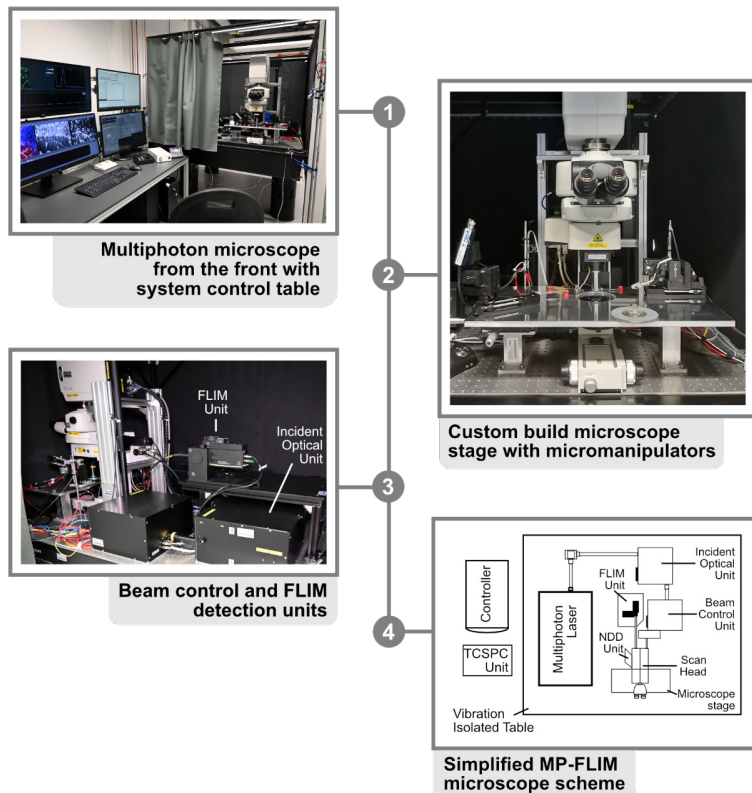 1
Multiphoton microscope
from the front with
system control table
2
Custom build microscope
stage with micromanipulators
FLIM
Unit
Incident
Optical
Unit
3
Beam control and FLIM
detection units
4
Controller
TCSPC
Unit
Multiphoton
Laser
FLIM
Unit
NDD
Unit
Incident
Optical
Unit
Beam
Control
Unit
Scan
Head
Microscope
stage
Vibration
Isolated Table
Simplified MP-FLIM
microscope scheme